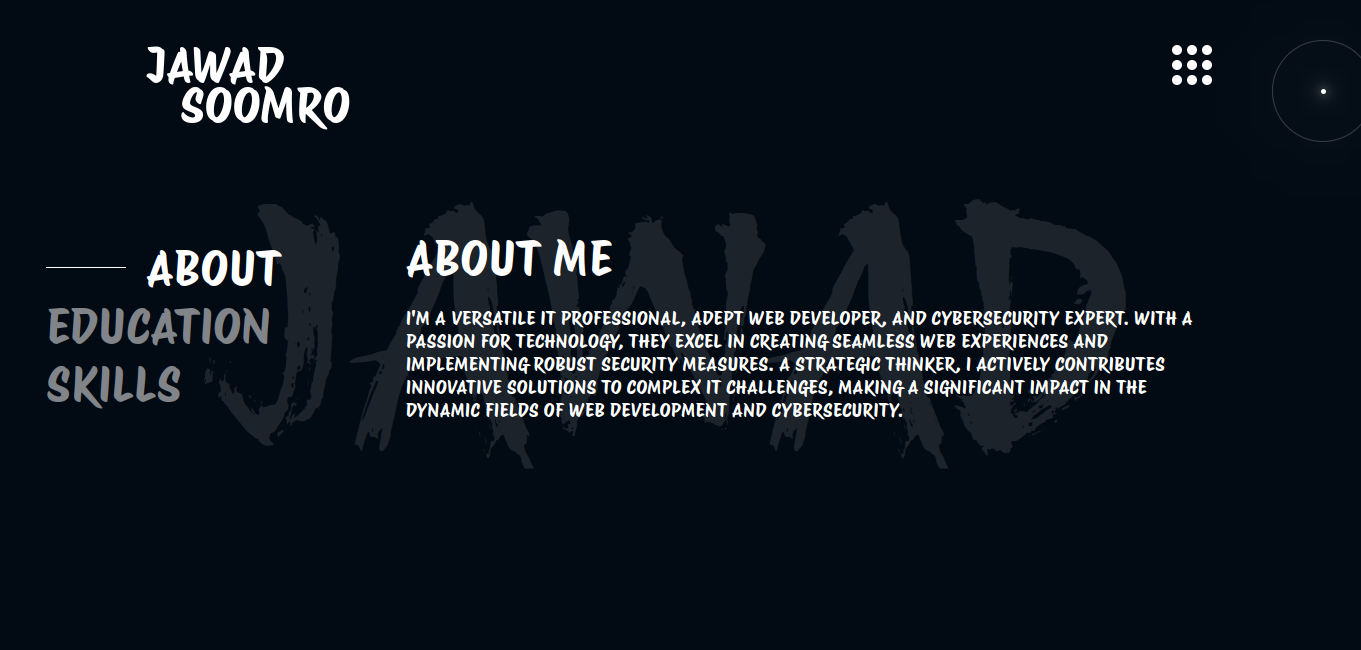 JAWAD
SOOMRO
JAWAD
ABOUT
EDUCATION
SKILLS
ABOUT ME
I'M A VERSATILE IT PROFESSIONAL, ADEPT WEB DEVELOPER, AND CYBERSECURITY EXPERT. WITH A
PASSION FOR TECHNOLOGY, THEY EXCEL IN CREATING SEAMLESS WEB EXPERIENCES AND
IMPLEMENTING ROBUST SECURITY MEASURES. A STRATEGIC THINKER, I ACTIVELY CONTRIBUTES
INNOVATIVE SOLUTIONS TO COMPLEX IT CHALLENGES, MAKING A SIGNIFICANT IMPACT IN THE
DYNAMIC FIELDS OF WEB DEVELOPMENT AND CYBERSECURITY.